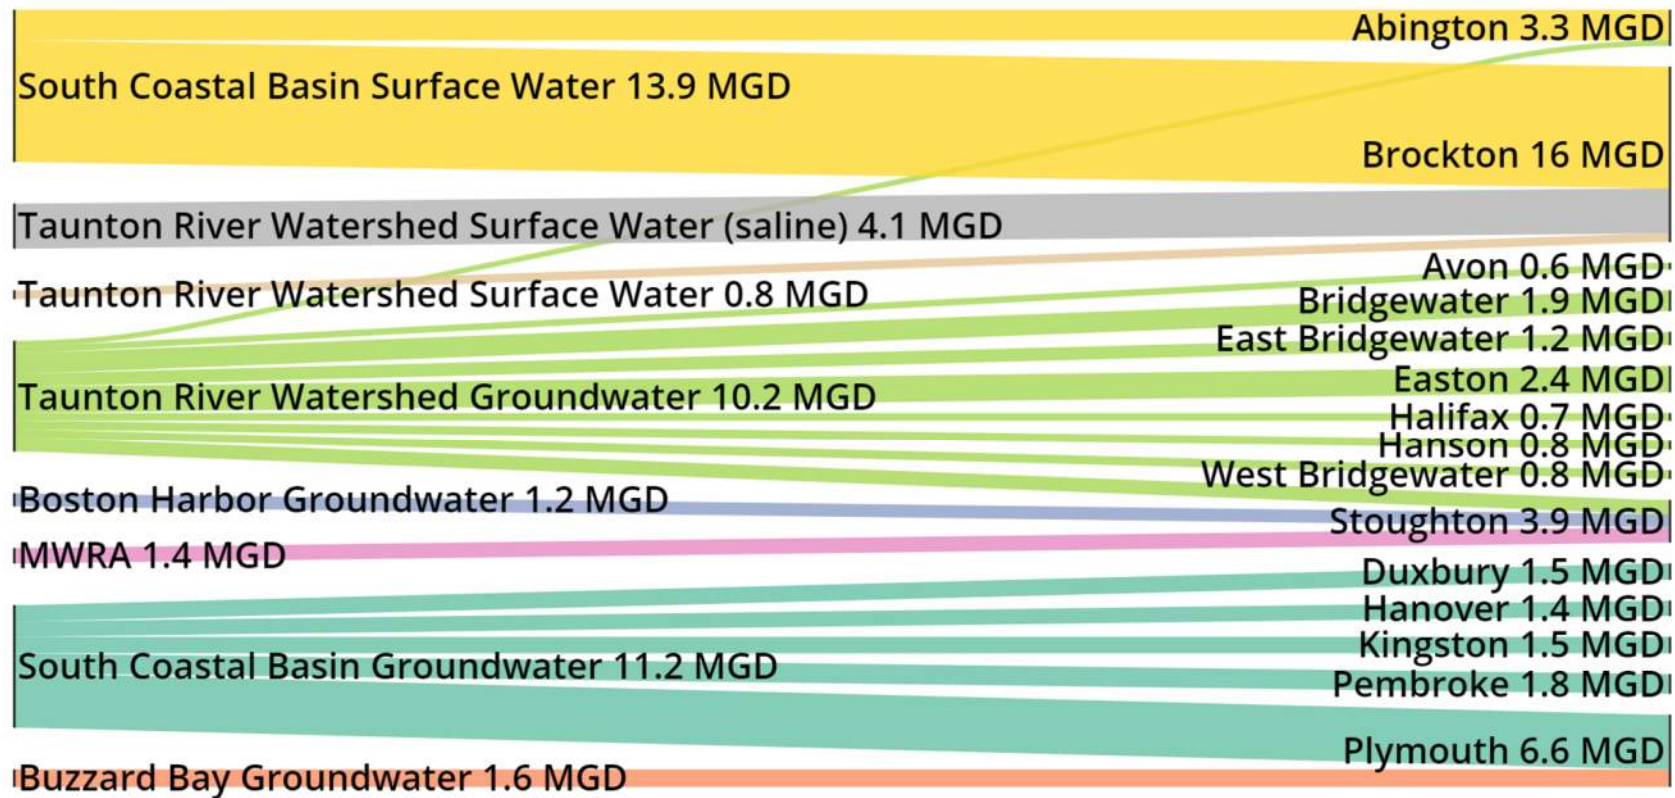 Abington 3.3 MGD
South Coastal Basin Surface Water 13.9 MGD
Brockton 16 MGD
Taunton River Watershed Surface Water (saline) 4.1 MGD
Avon 0.6 MGD
Taunton River Watershed Surface Water 0.8 MGD
Bridgewater 1.9 MGD
East Bridgewater 1.2 MGD
Easton 2.4 MGD
Taunton River Watershed Groundwater 10.2 MGD
Halifax 0.7 MGD
Hanson 0.8 MGD
West Bridgewater 0.8 MGD
Boston Harbor Groundwater 1.2 MGD
Stoughton 3.9 MGD
MWRA 1.4 MGD
Duxbury 1.5 MGD
Hanover 1.4 MGD
Kingston 1.5 MGD
South Coastal Basin Groundwater 11.2 MGD
Pembroke 1.8 MGD
Plymouth 6.6 MGD
Buzzard Bay Groundwater 1.6 MGD